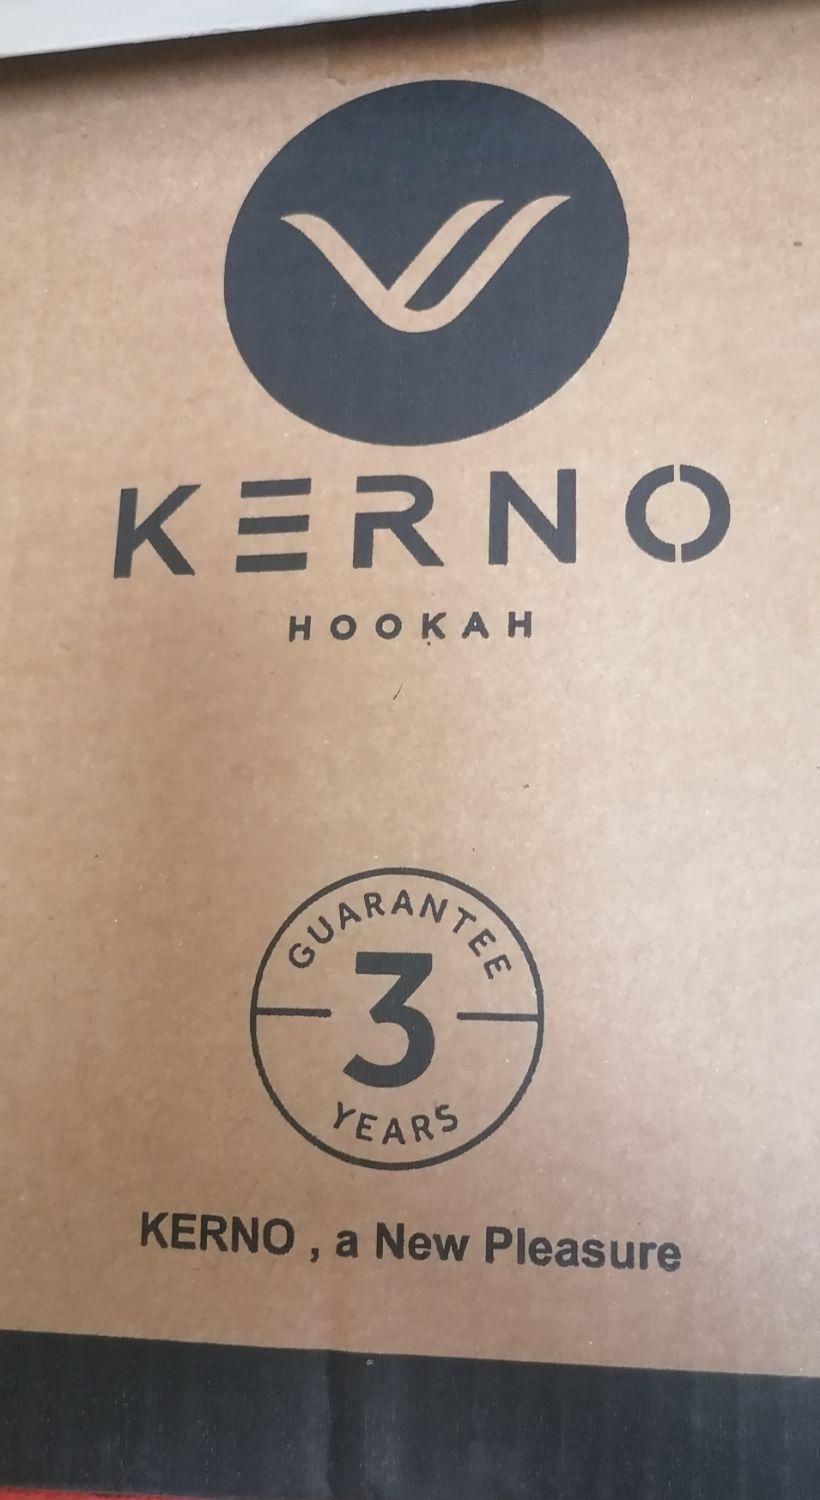 KERNO
HOOKAH
GUARANTEE
3
YEARS
KERNO , a New Pleasure